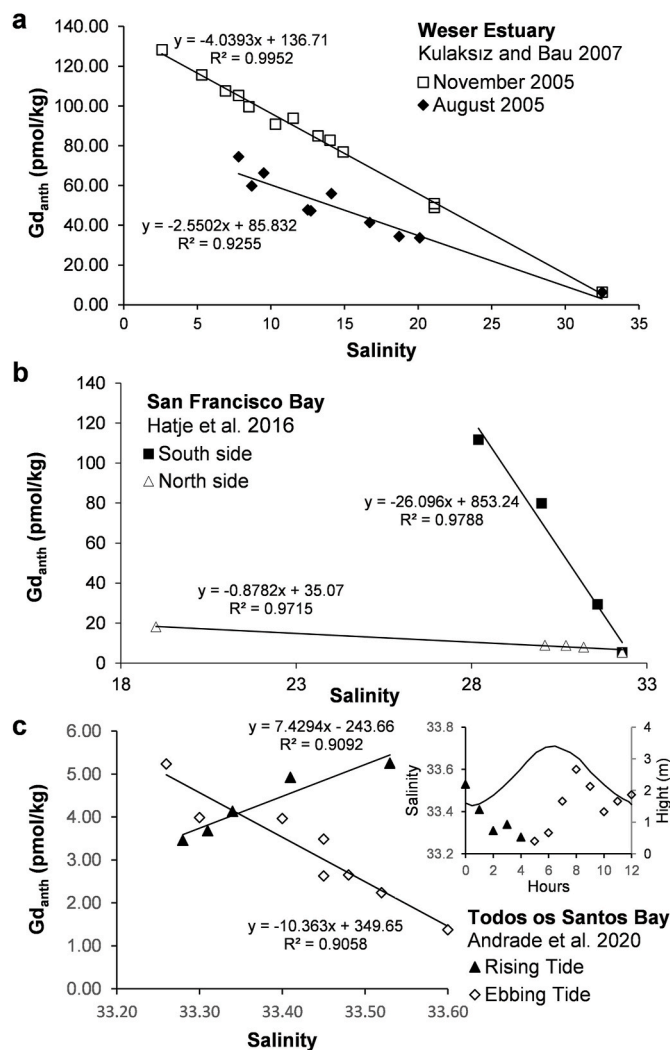 a
Weser Estuary
Kulaksız and Bau 2007
November 2005
August 2005
y = -4.0393x + 136.71
R² = 0.9952
y = -2.5502x + 85.832
R² = 0.9255
140.00
120.00
100.00
80.00
60.00
40.00
20.00
0.00
Gdanth (pmol/kg)
0 5 10 15 20 25 30 35
Salinity
b
San Francisco Bay
Hatje et al. 2016
South side
North side
y = -26.096x + 853.24
R² = 0.9788
y = -0.8782x + 35.07
R² = 0.9715
140
120
100
80
60
40
20
0
Gdanth (pmol/kg)
18 23 28 33
Salinity
c
y = 7.4294x - 243.66
R² = 0.9092
y = -10.363x + 349.65
R² = 0.9058
6.00
5.00
4.00
3.00
2.00
1.00
0.00
Gdanth (pmol/kg)
33.20 33.30 33.40 33.50 33.60
Salinity
33.8
33.6
33.4
33.2
Salinity
4
3
2
1
0
Hight (m)
0 2 4 6 8 10 12
Hours
Todos os Santos Bay
Andrade et al. 2020
Rising Tide
Ebbing Tide